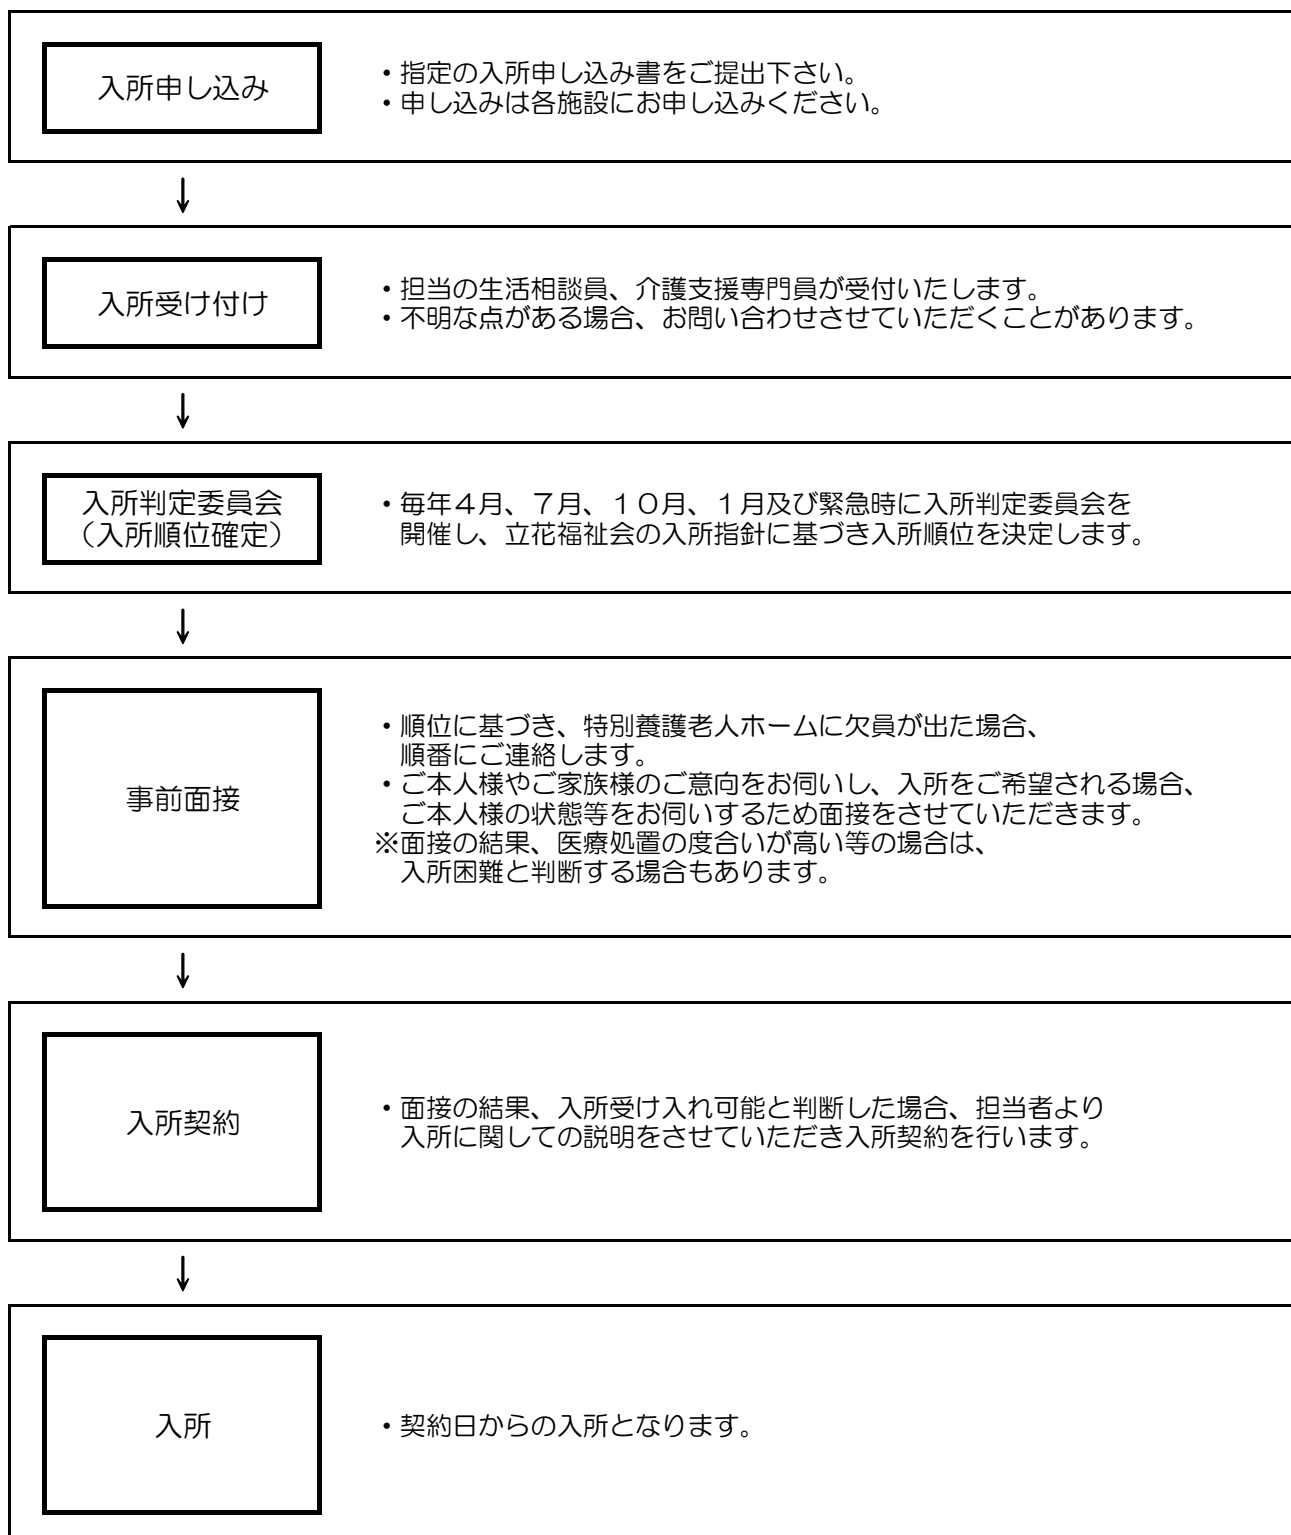 入所申し込み
・指定の入所申し込み書をご提出下さい。
・申し込みは各施設にお申し込みください。
↓
入所受け付け
・担当の生活相談員、介護支援専門員が受付いたします。
・不明な点がある場合、お問い合わせさせていただくことがあります。
↓
入所判定委員会
（入所順位確定）
・毎年４月、７月、１０月、１月及び緊急時に入所判定委員会を
開催し、立花福祉会の入所指針に基づき入所順位を決定します。
↓
事前面接
・順位に基づき、特別養護老人ホームに欠員が出た場合、
順番にご連絡します。
・ご本人様やご家族様のご意向をお伺いし、入所をご希望される場合、
ご本人様の状態等をお伺いするため面接をさせていただきます。
※面接の結果、医療処置の度合いが高い等の場合は、
入所困難と判断する場合もあります。
↓
入所契約
・面接の結果、入所受け入れ可能と判断した場合、担当者より
入所に関しての説明をさせていただき入所契約を行います。
↓
入所
・契約日からの入所となります。